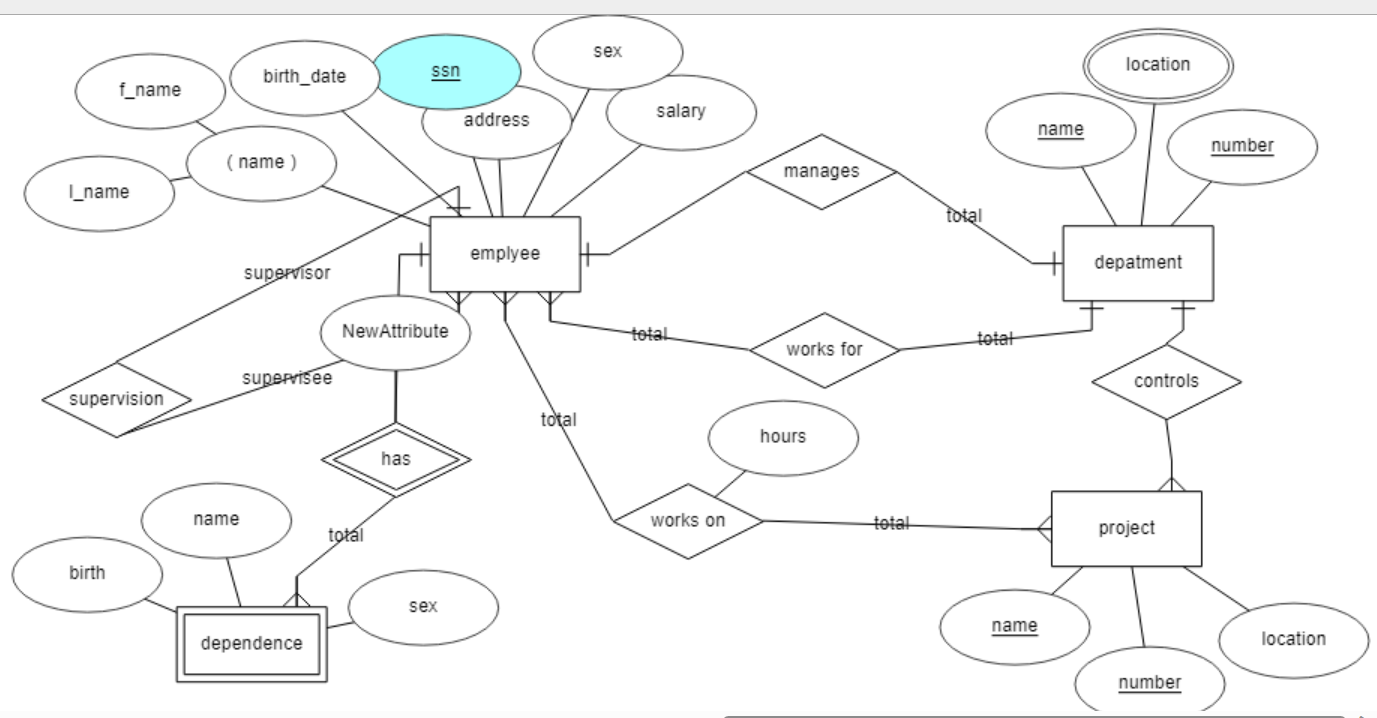 sex
location
ssn
birth_date
f_name
address
salary
name
number
( name )
l_name
manages
total
emplyee
depatment
supervisor
NewAttribute
total
total
works for
supervisee
supervision
controls
total
hours
has
name
works on
total
project
total
birth
sex
dependence
name
location
number